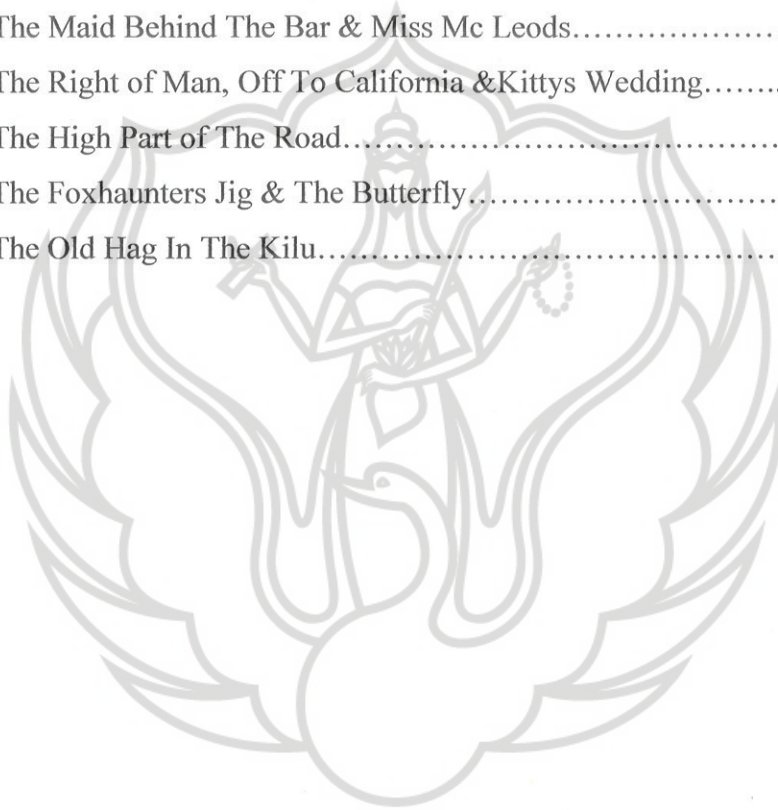 The Maid Behind The Bar & Miss Mc Leods....................
The Right of Man, Off To California &Kittys Wedding........
The High Part of The Road..........................................
The Foxhaunters Jig & The Butterfly.............................
The Old Hag In The Kilu............................................